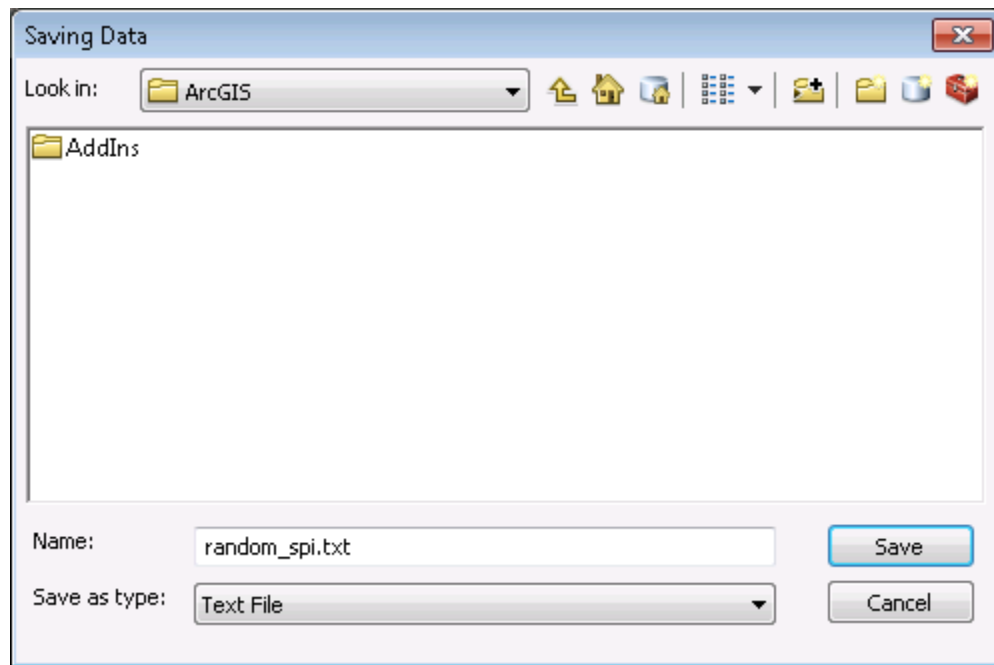 Saving Data
Look in: ArcGIS
AddIns
Name: random_spi.txt Save
Save as type: Text File Cancel